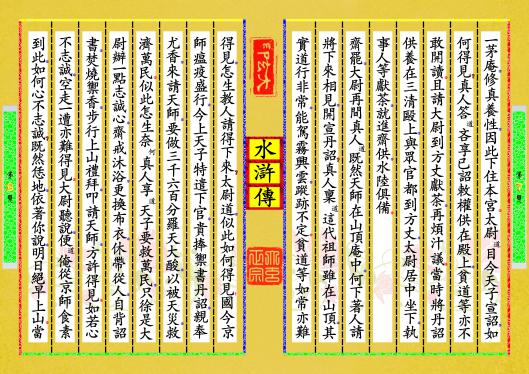 一茅庵修真養性因此下住本宮太尉道目今天子宣詔如
何得見真人答道容享已詔敕權供在殿上貧道等亦不
敢開讀且請太尉到方丈獻茶再煩汁議當時將丹詔
供養在三清殿上與眾官都到方丈太尉居中坐下執
事人等獻茶就進齋供水陸俱備
齋罷太尉再問真人道既然天師在山頂庵中何下著人請
將下來相見開宣丹詔真人稟道這代祖師雖在山頂其
實道行非常能駕霧興雲蹤跡不定貧道等如常亦難
水滸傳
得見怎生教人請得下來太尉道似此如何得見國今京
師瘟疫盛行今上天子特遣下官貴捧禦書丹詔親奉
尤香來請天師要做三千六百分羅天大醮以禳天災救
濟萬民似此怎生奈何真人享道天子要救萬民只徐是大
尉辦一點志誠心齋戒沐浴更換布衣休帶從人自背詔
書焚燒禦香步行上山禮拜叩請天師方許得見如若心
不志誠空走一遭亦難得見太尉聽說便道俺從京師食素
到此如何心不志誠既然恁地依著你說明日絕早上山當